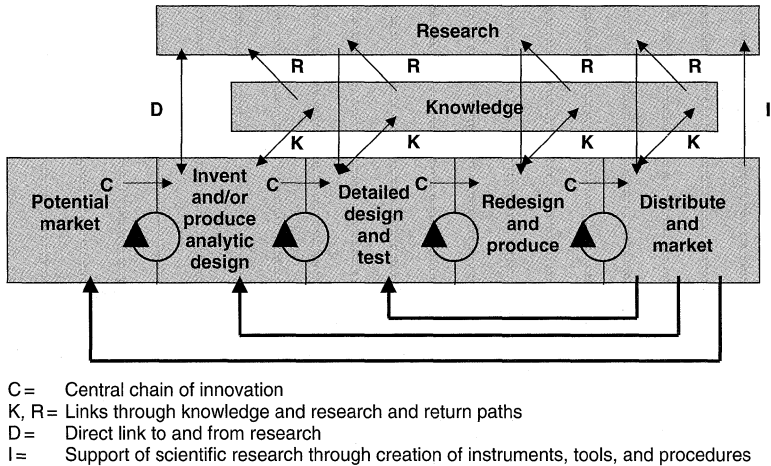 Research
R R R R
D
Knowledge
I
K K K K
C C C C
Potential
market
Invent
and/or
produce
analytic
design
Detailed
design
and
test
Redesign
and
produce
Distribute
and
market
C = Central chain of innovation
K, R = Links through knowledge and research and return paths
D = Direct link to and from research
I = Support of scientific research through creation of instruments, tools, and procedures